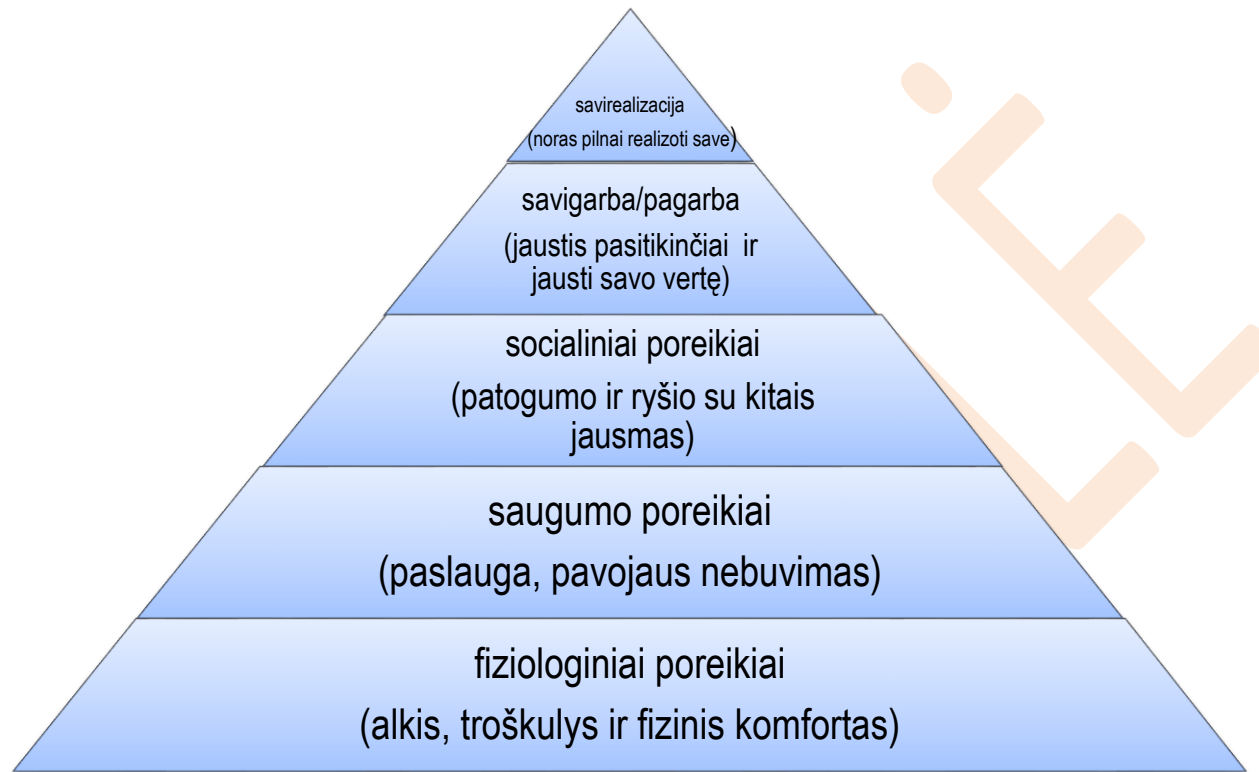 savirealizacija
(noras pilnai realizoti save)
savigarba/pagarba
(jaustis pasitikinčiai ir
jausti savo vertę)
socialiniai poreikiai
(patogumo ir ryšio su kitais
jausmas)
saugumo poreikiai
(paslauga, pavojaus nebuvimas)
fiziologiniai poreikiai
(alkis, troškulys ir fizinis komfortas)